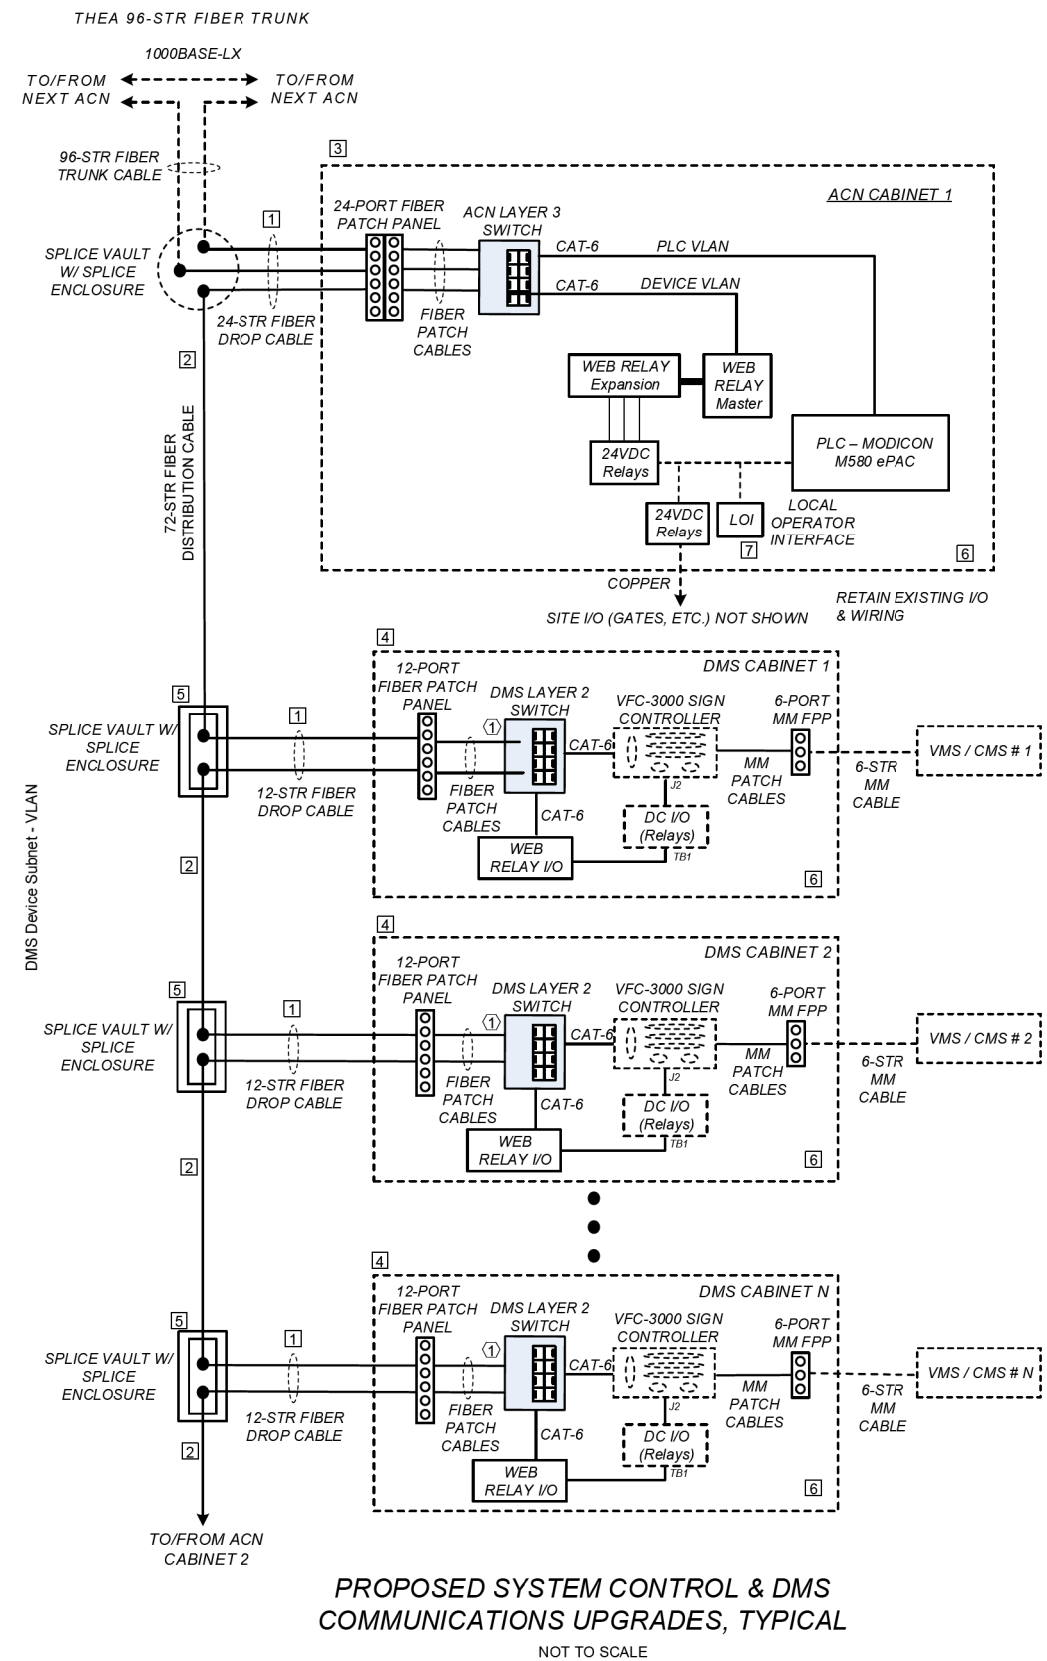 THEA 96-STR FIBER TRUNK
1000BASE-LX
TO/FROM
NEXT ACN
TO/FROM
NEXT ACN
96-STR FIBER
TRUNK CABLE
3
ACN CABINET 1
1
24-PORT FIBER
PATCH PANEL
ACN LAYER 3
SWITCH
CAT-6
PLC VLAN
SPLICE VAULT
W/ SPLICE
ENCLOSURE
CAT-6
DEVICE VLAN
24-STR FIBER
DROP CABLE
FIBER
PATCH
CABLES
2
WEB RELAY
Expansion
WEB
RELAY
Master
72-STR FIBER
DISTRIBUTION CABLE
24VDC
Relays
PLC – MODICON
M580 ePAC
24VDC
Relays
LOI
LOCAL
OPERATOR
INTERFACE
7
6
COPPER
SITE I/O (GATES, ETC.) NOT SHOWN
RETAIN EXISTING I/O
& WIRING
4
DMS CABINET 1
12-PORT
FIBER PATCH
PANEL
DMS LAYER 2
SWITCH
VFC-3000 SIGN
CONTROLLER
6-PORT
MM FPP
5
1
1
SPLICE VAULT W/
SPLICE
ENCLOSURE
CAT-6
VMS / CMS # 1
12-STR FIBER
DROP CABLE
FIBER
PATCH
CABLES
J2
MM
PATCH
CABLES
6-STR
MM
CABLE
CAT-6
DC I/O
(Relays)
TB1
WEB
RELAY I/O
2
6
DMS Device Subnet - VLAN
4
DMS CABINET 2
12-PORT
FIBER PATCH
PANEL
DMS LAYER 2
SWITCH
VFC-3000 SIGN
CONTROLLER
6-PORT
MM FPP
5
1
1
SPLICE VAULT W/
SPLICE
ENCLOSURE
CAT-6
VMS / CMS # 2
12-STR FIBER
DROP CABLE
FIBER
PATCH
CABLES
J2
MM
PATCH
CABLES
6-STR
MM
CABLE
CAT-6
DC I/O
(Relays)
TB1
WEB
RELAY I/O
2
6
4
DMS CABINET N
12-PORT
FIBER PATCH
PANEL
DMS LAYER 2
SWITCH
VFC-3000 SIGN
CONTROLLER
6-PORT
MM FPP
5
1
1
SPLICE VAULT W/
SPLICE
ENCLOSURE
CAT-6
VMS / CMS # N
12-STR FIBER
DROP CABLE
FIBER
PATCH
CABLES
J2
MM
PATCH
CABLES
6-STR
MM
CABLE
CAT-6
DC I/O
(Relays)
TB1
WEB
RELAY I/O
2
6
TO/FROM ACN
CABINET 2
PROPOSED SYSTEM CONTROL & DMS
COMMUNICATIONS UPGRADES, TYPICAL
NOT TO SCALE